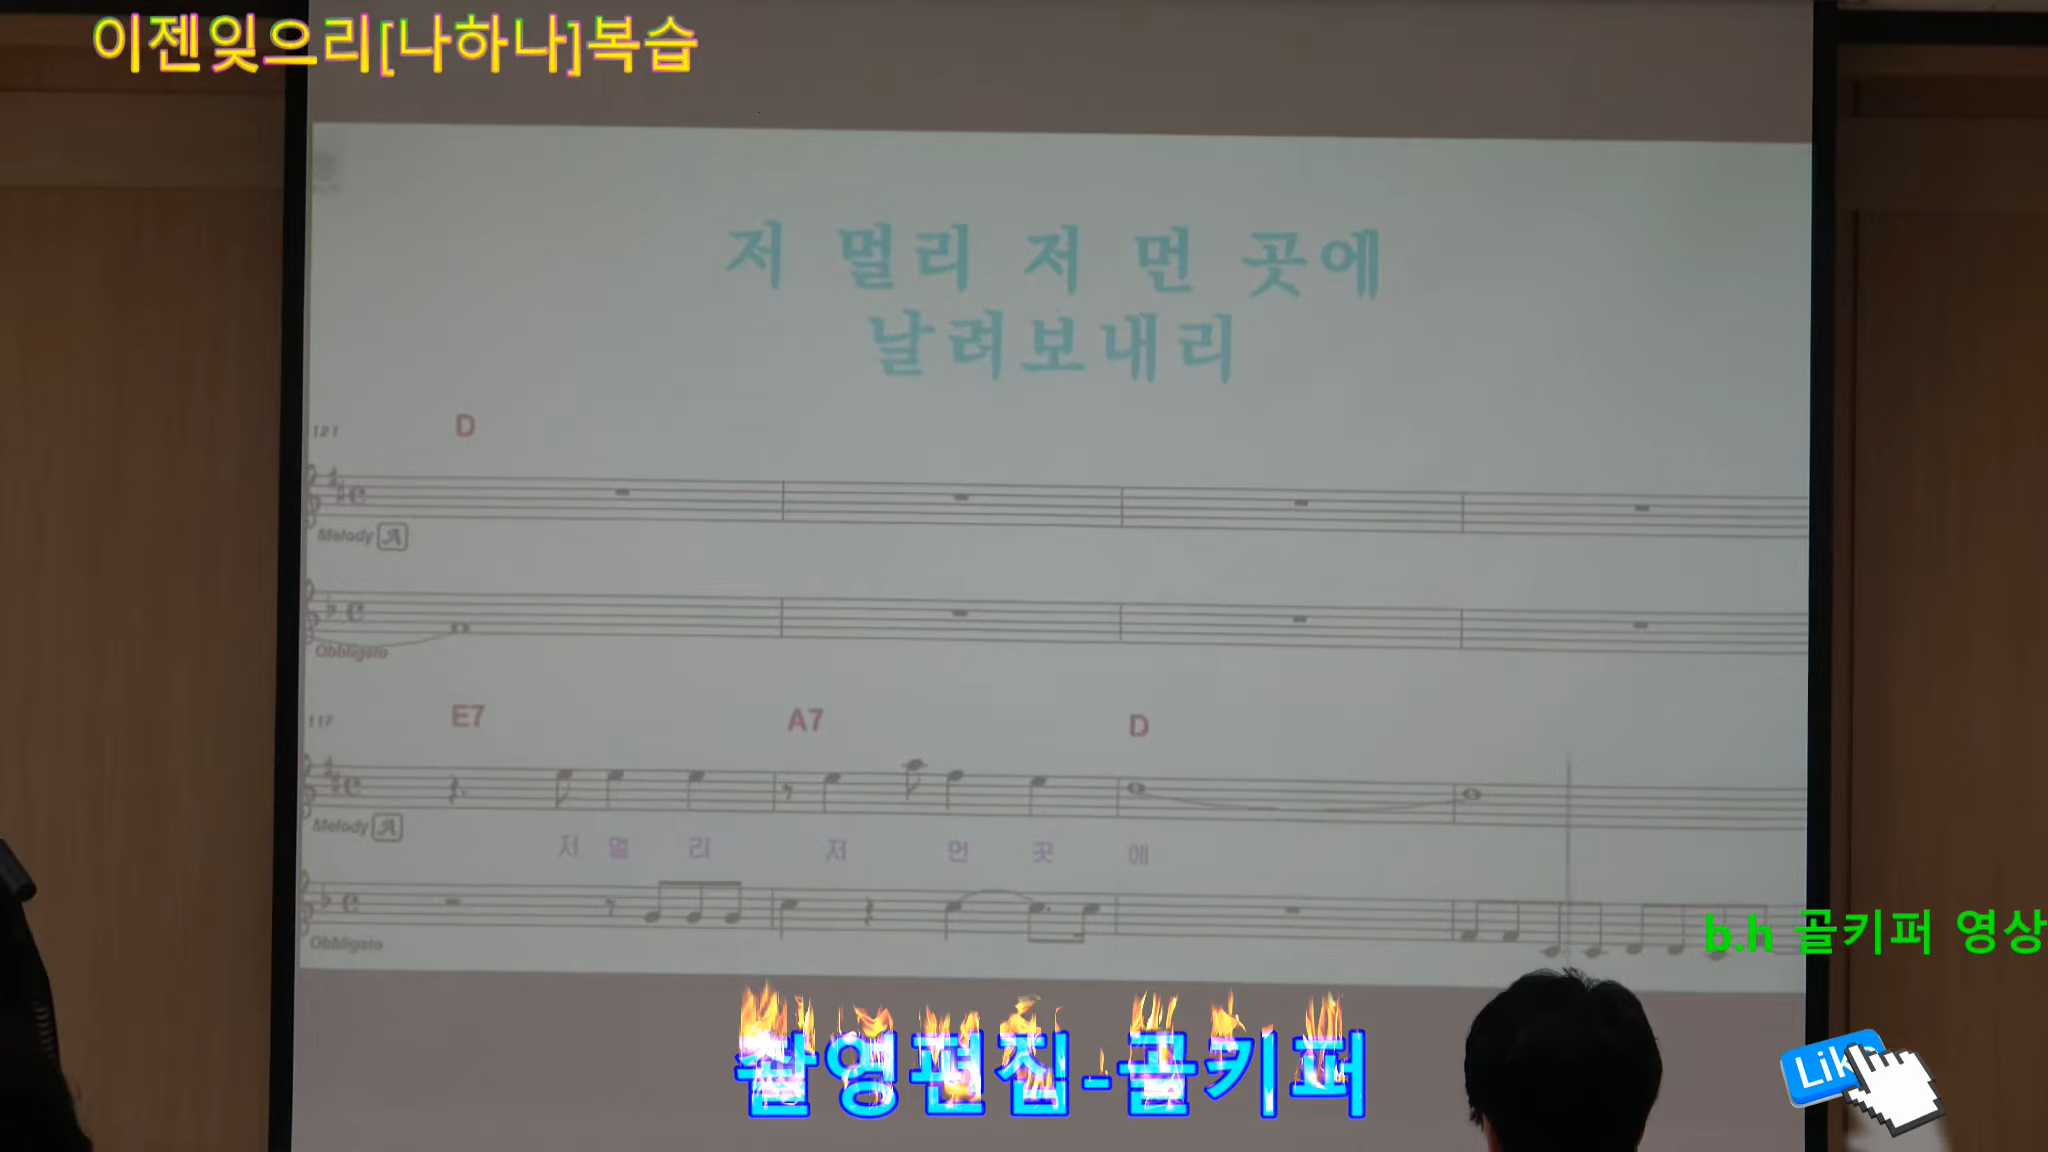 이젠잊으리[나하나]복습
저 멀리 저 먼 곳에
날려보내리
121
D
Melody A
Obbligato
117
E7 A7 D
Melody A
저 멀 리 저 먼 곳 에
Obbligato
b.h 골키퍼 영상
촬영편집-골키퍼
Like